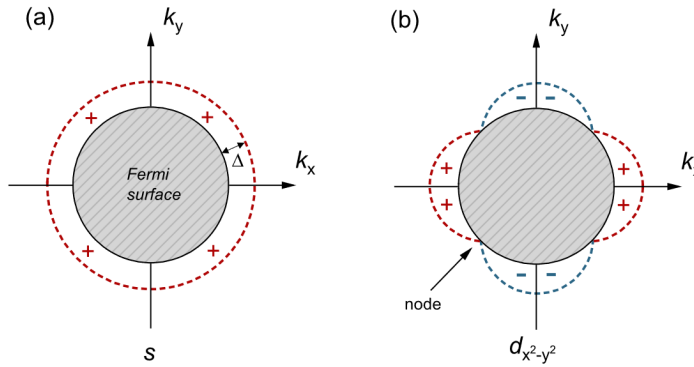 (a)
k_y
+ +
Δ
k_x
Fermi
surface
+ +
s
(b)
k_y
- -
+ +
k
+ +
node
- -
d_{x²-y²}